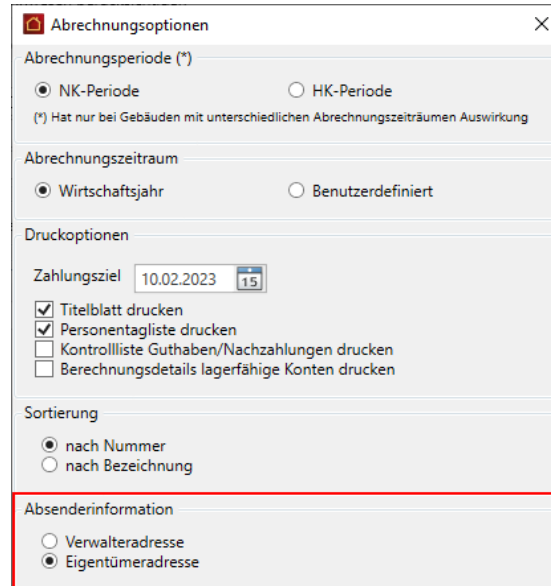 Abrechnungsoptionen
Abrechnungsperiode (*)
NK-Periode HK-Periode
(*) Hat nur bei Gebäuden mit unterschiedlichen Abrechnungszeiträumen Auswirkung
Abrechnungszeitraum
Wirtschaftsjahr Benutzerdefiniert
Druckoptionen
Zahlungsziel 10.02.2023 15
Titelblatt drucken
Personentagliste drucken
Kontrollliste Guthaben/Nachzahlungen drucken
Berechnungsdetails lagerfähige Konten drucken
Sortierung
nach Nummer
nach Bezeichnung
Absenderinformation
Verwalteradresse
Eigentümeradresse